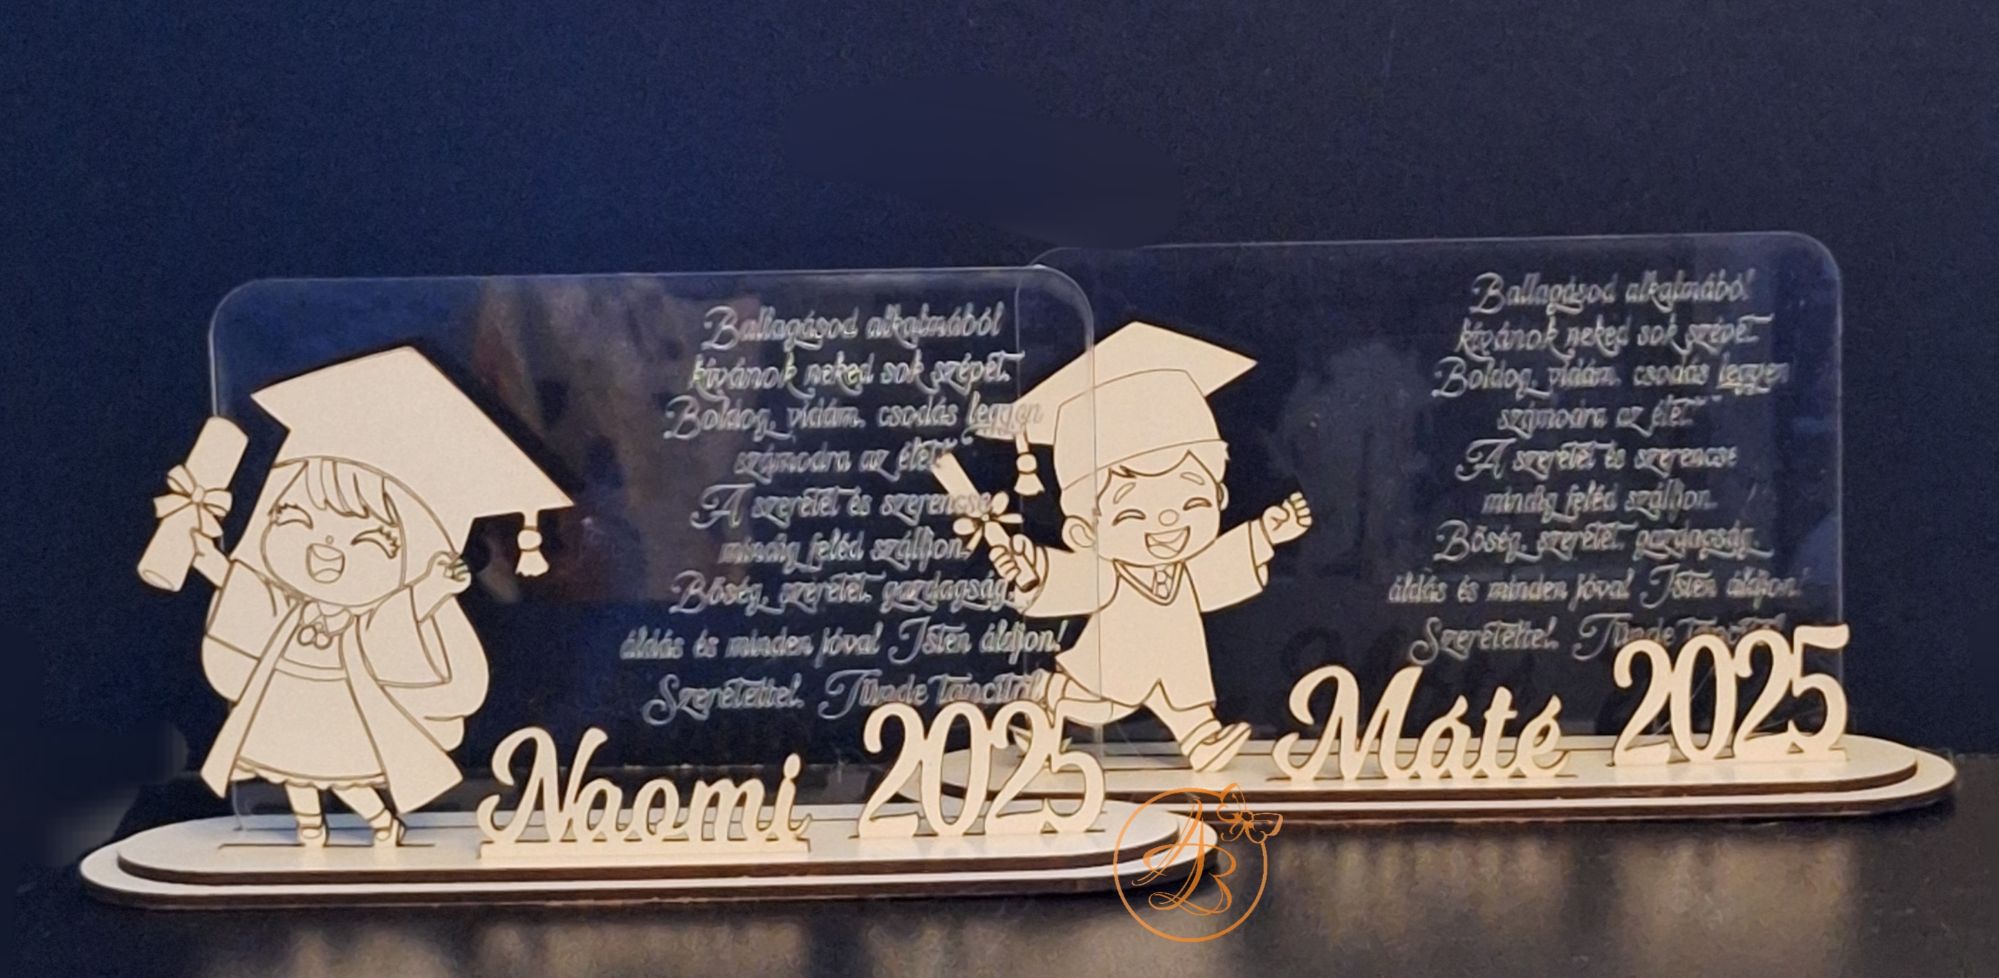 Ballagásod alkalmából
kívánok neked sok szépet.
Boldog, vidám, csodás legyen
számodra az élet.
A szeretet és szerencse
mindig feléd szálljon.
Bőség, szeretet, gazdagság,
áldás és minden jóval Isten áldjon!
Szeretettel, Tünde
Naomi 2025
Ballagásod alkalmából
kívánok neked sok szépet.
Boldog, vidám, csodás legyen
számodra az élet.
A szeretet és szerencse
mindig feléd szálljon.
Bőség, szeretet, gazdagság,
áldás és minden jóval Isten áldjon!
Szeretettel, Tünde
Máté 2025
AB